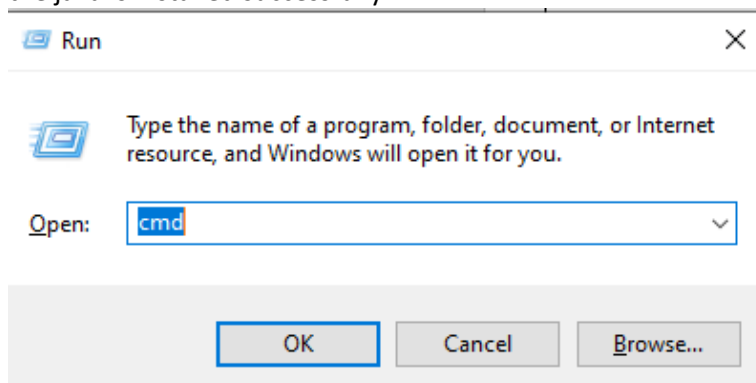 Run
Type the name of a program, folder, document, or Internet
resource, and Windows will open it for you.
Open: cmd
OK Cancel Browse...